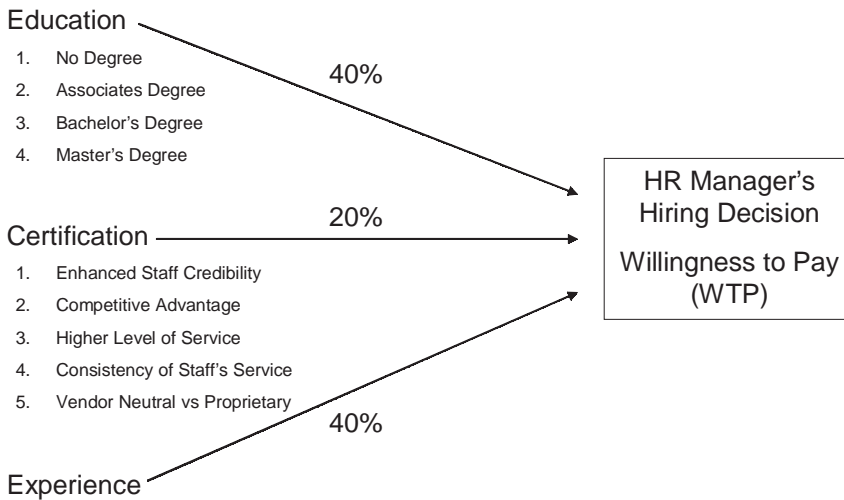 Education
1. No Degree
2. Associates Degree
3. Bachelor's Degree
4. Master's Degree
40%
Certification
20%
1. Enhanced Staff Credibility
2. Competitive Advantage
3. Higher Level of Service
4. Consistency of Staff's Service
5. Vendor Neutral vs Proprietary
40%
Experience
HR Manager's
Hiring Decision
Willingness to Pay
(WTP)